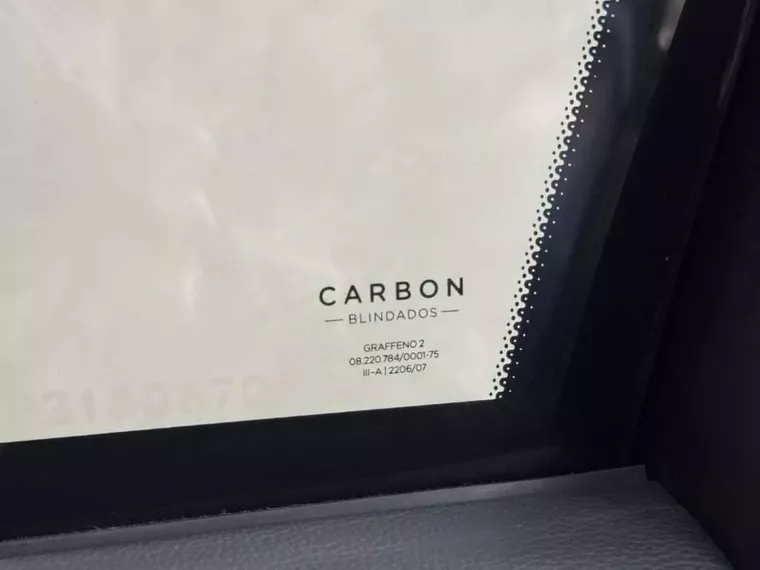 CARBON
— BLINDADOS —
GRAFFENO 2
08.220.784/0001-75
III-A | 2206/07